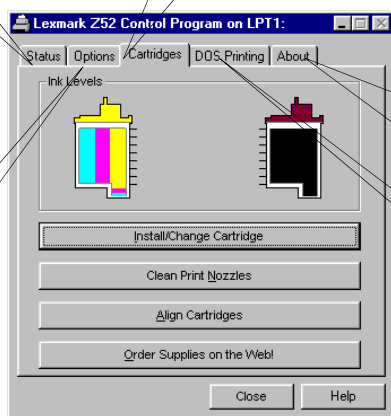 Lexmark Z52 Control Program on LPT1:
Status Options Cartridges DOS Printing About
Ink Levels
Install/Change Cartridge
Clean Print Nozzles
Align Cartridges
Order Supplies on the Web!
Close Help